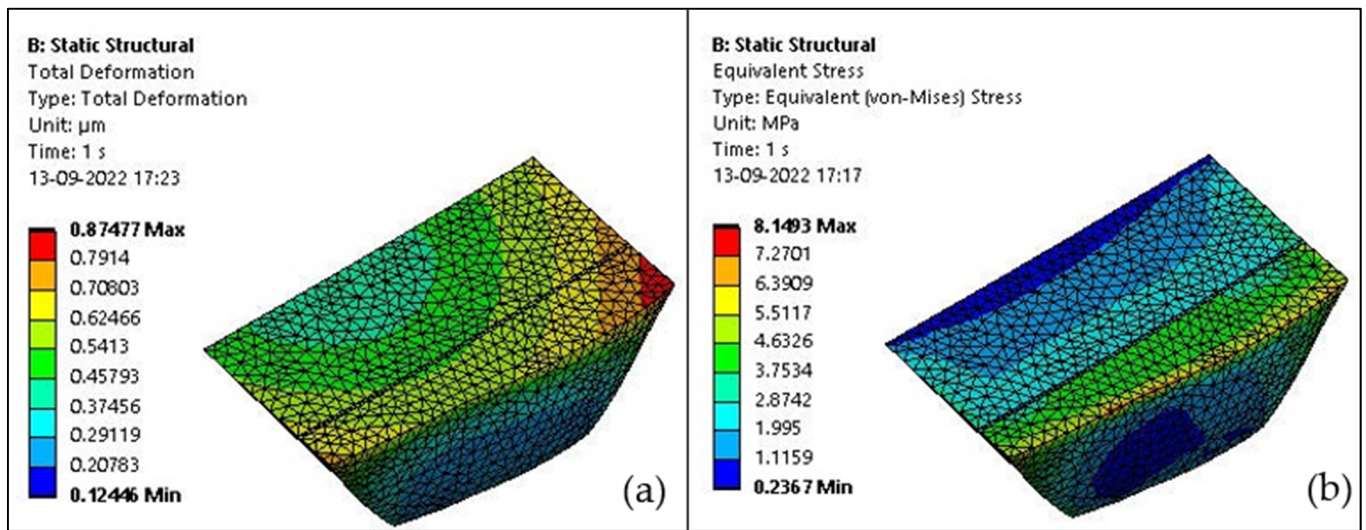 B: Static Structural
Total Deformation
Type: Total Deformation
Unit: µm
Time: 1 s
13-09-2022 17:23
0.87477 Max
0.7914
0.70803
0.62466
0.5413
0.45793
0.37456
0.29119
0.20783
0.12446 Min
(a)
B: Static Structural
Equivalent Stress
Type: Equivalent (von-Mises) Stress
Unit: MPa
Time: 1 s
13-09-2022 17:17
8.1493 Max
7.2701
6.3909
5.5117
4.6326
3.7534
2.8742
1.995
1.1159
0.2367 Min
(b)